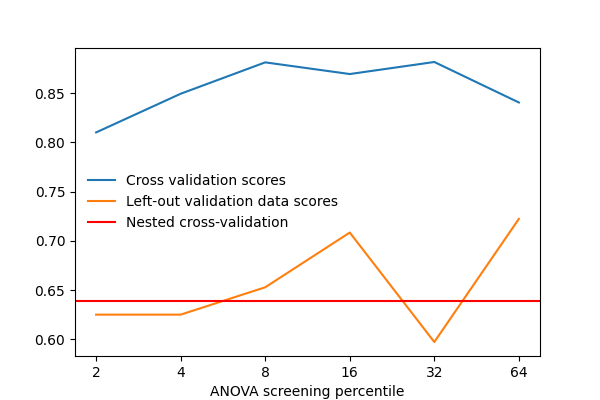 0.85
0.80
0.75
0.70
0.65
0.60
Cross validation scores
Left-out validation data scores
Nested cross-validation
2 4 8 16 32 64
ANOVA screening percentile